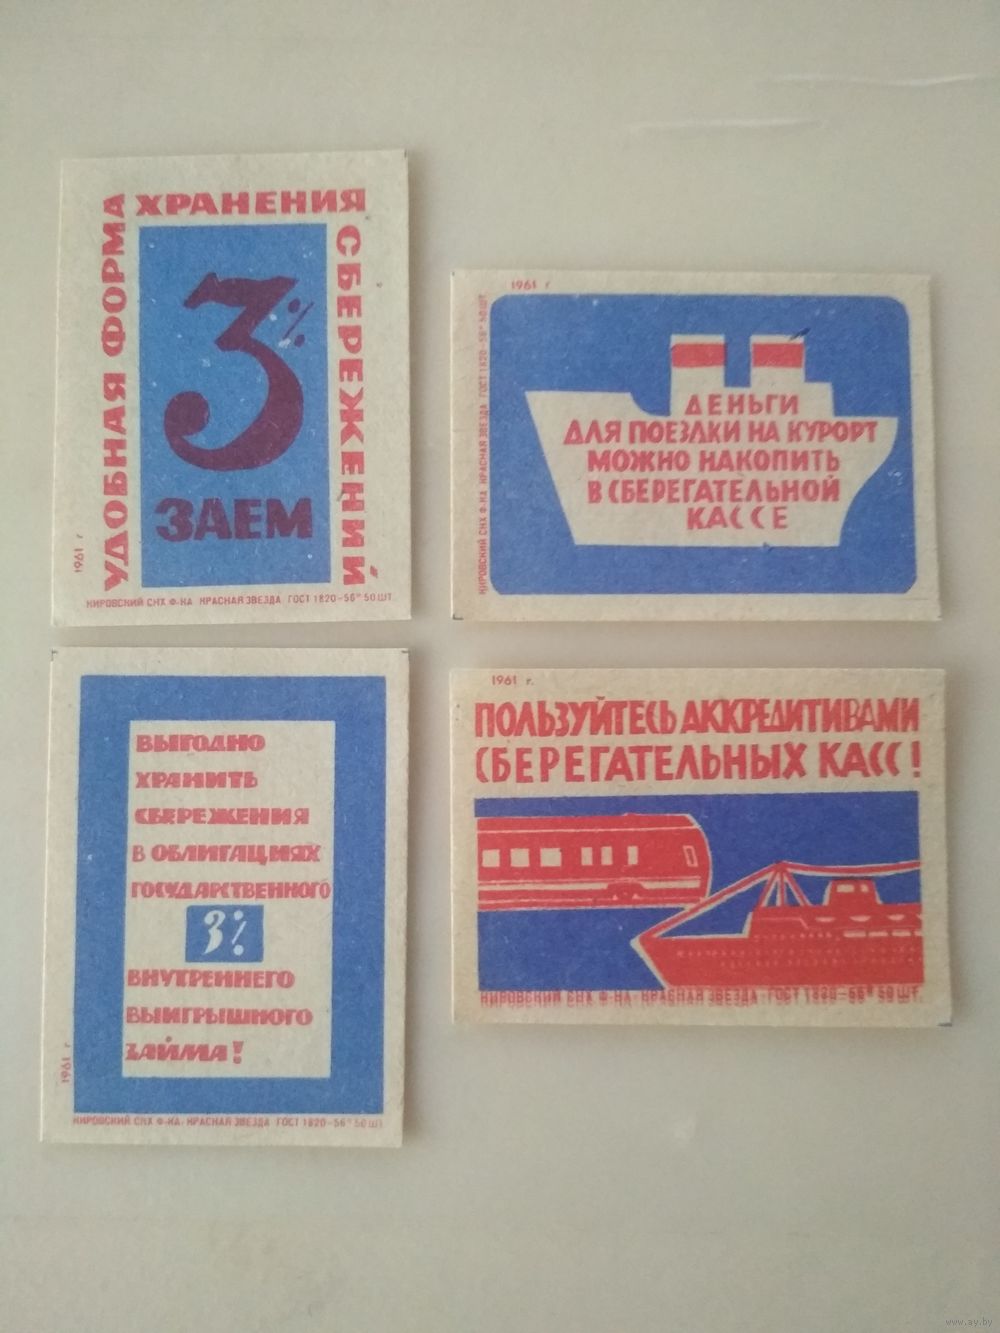 УДОБНАЯ ФОРМА
ХРАНЕНИЯ
СБЕРЕЖЕНИЙ
3%
ЗАЕМ
1961 г
КИРОВСКИЙ СНХ Ф-КА КРАСНАЯ ЗВЕЗДА ГОСТ 1820-56* 50 ШТ
1961 г
КИРОВСКИЙ СНХ Ф-КА КРАСНАЯ ЗВЕЗДА ГОСТ 1820-56* 50 ШТ.
ДЕНЬГИ
ДЛЯ ПОЕЗДКИ НА КУРОРТ
МОЖНО НАКОПИТЬ
В СБЕРЕГАТЕЛЬНОЙ
КАССЕ
ВЫГОДНО
ХРАНИТЬ
СБЕРЕЖЕНИЯ
В ОБЛИГАЦИЯХ
ГОСУДАРСТВЕННОГО
3%
ВНУТРЕННЕГО
ВЫИГРЫШНОГО
ЗАЙМА!
1961 г
КИРОВСКИЙ СНХ Ф-КА КРАСНАЯ ЗВЕЗДА ГОСТ 1820-56* 50 ШТ
1961 г.
ПОЛЬЗУЙТЕСЬ АККРЕДИТИВАМИ
СБЕРЕГАТЕЛЬНЫХ КАСС!
КИРОВСКИЙ СНХ Ф-КА КРАСНАЯ ЗВЕЗДА ГОСТ 1820-56* 50 ШТ.
www.ay.by